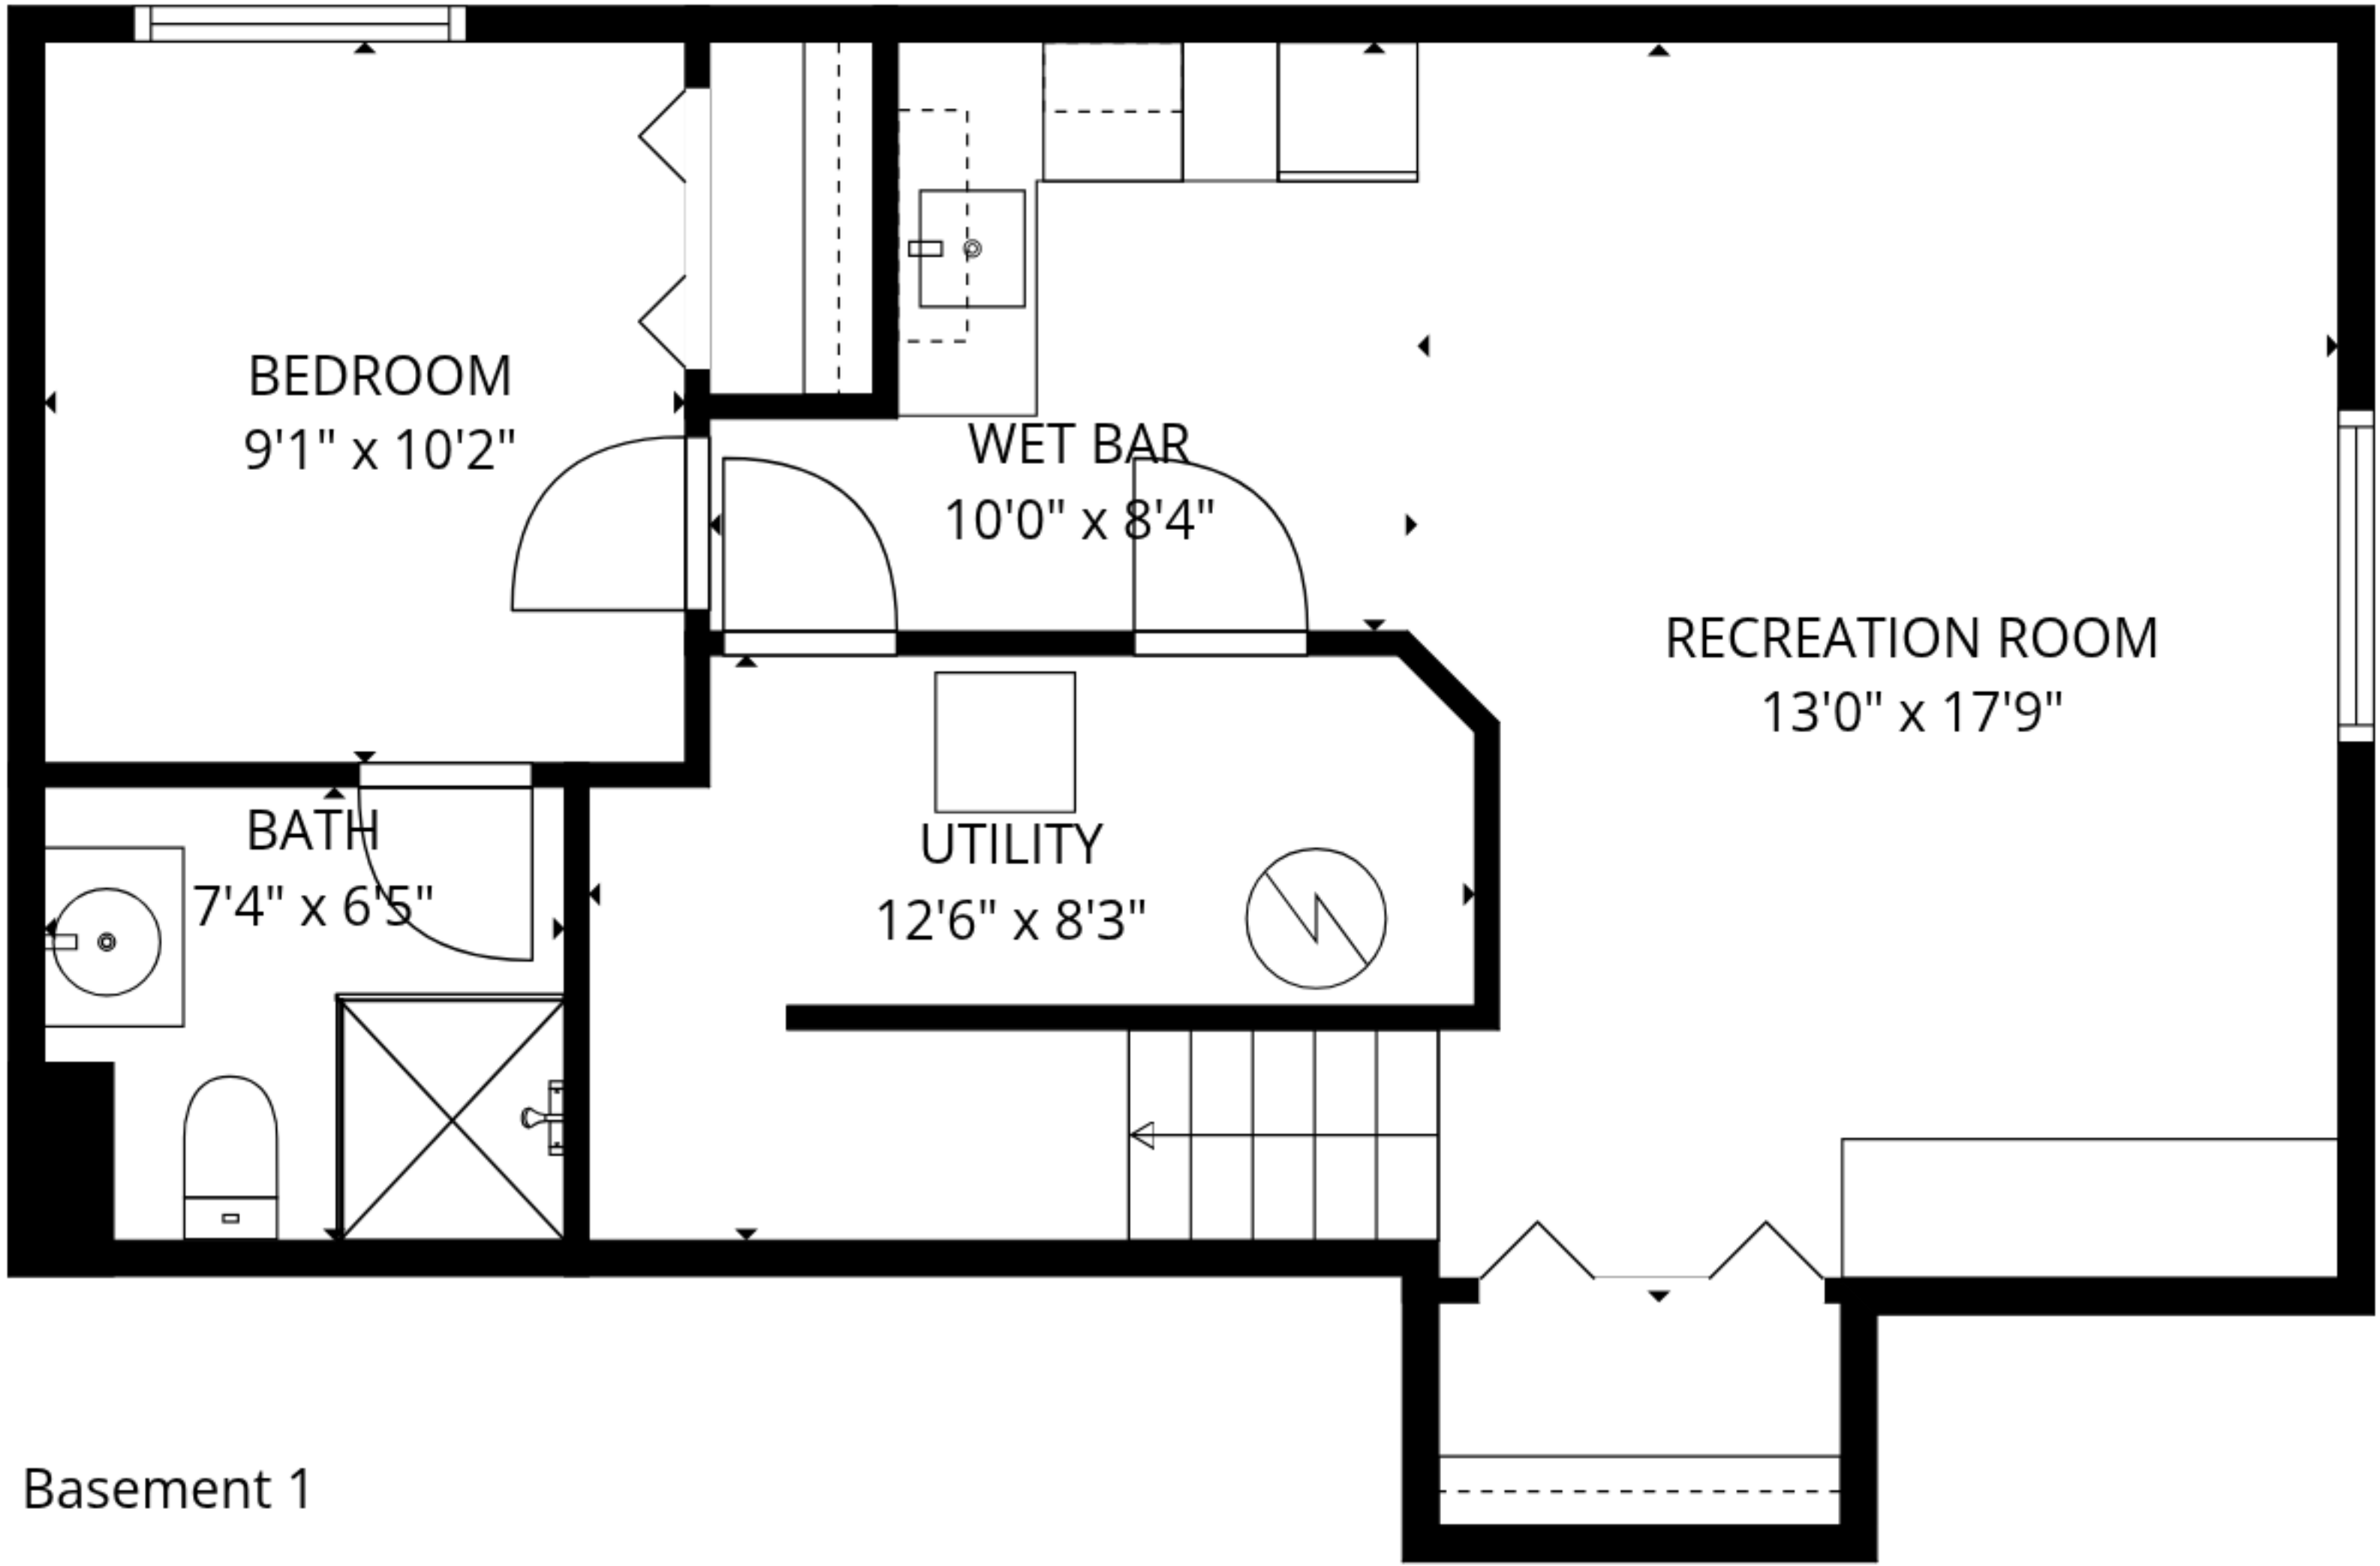 BEDROOM
9'1" x 10'2"
WET BAR
10'0" x 8'4"
RECREATION ROOM
13'0" x 17'9"
BATH
7'4" x 6'5"
UTILITY
12'6" x 8'3"
Basement 1